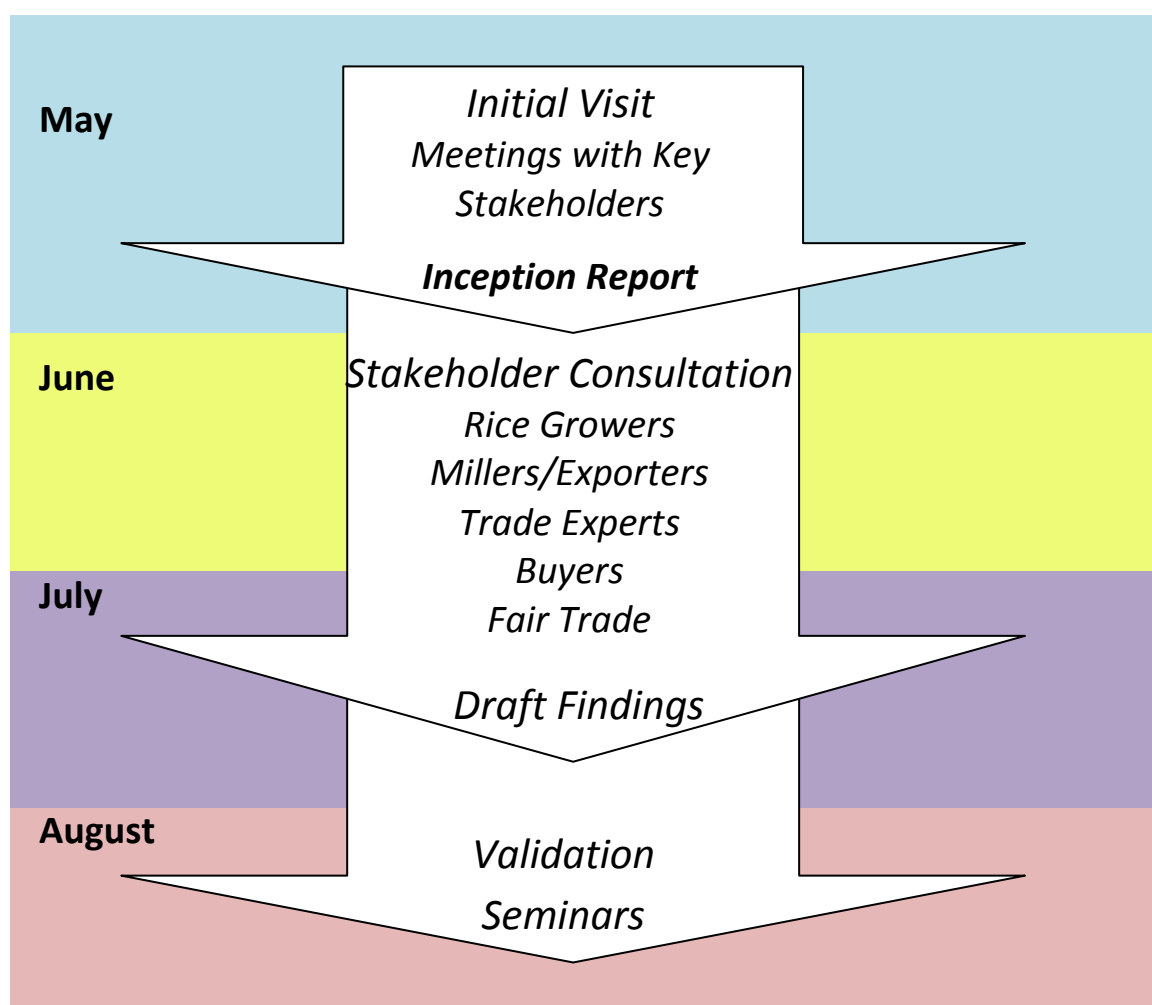 May
Initial Visit
Meetings with Key
Stakeholders
Inception Report
June
Stakeholder Consultation
Rice Growers
Millers/Exporters
Trade Experts
Buyers
July
Fair Trade
Draft Findings
August
Validation
Seminars